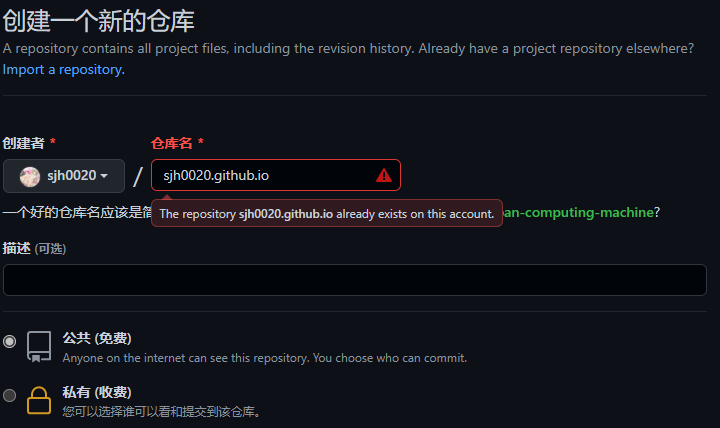 创建一个新的仓库
A repository contains all project files, including the revision history. Already have a project repository elsewhere?
Import a repository.
创建者 * 仓库名 *
sjh0020 / sjh0020.github.io
一个好的仓库名应该是简 an-computing-machine?
The repository sjh0020.github.io already exists on this account.
描述 (可选)
公共 (免费)
Anyone on the internet can see this repository. You choose who can commit.
私有 (收费)
您可以选择谁可以看和提交到该仓库。